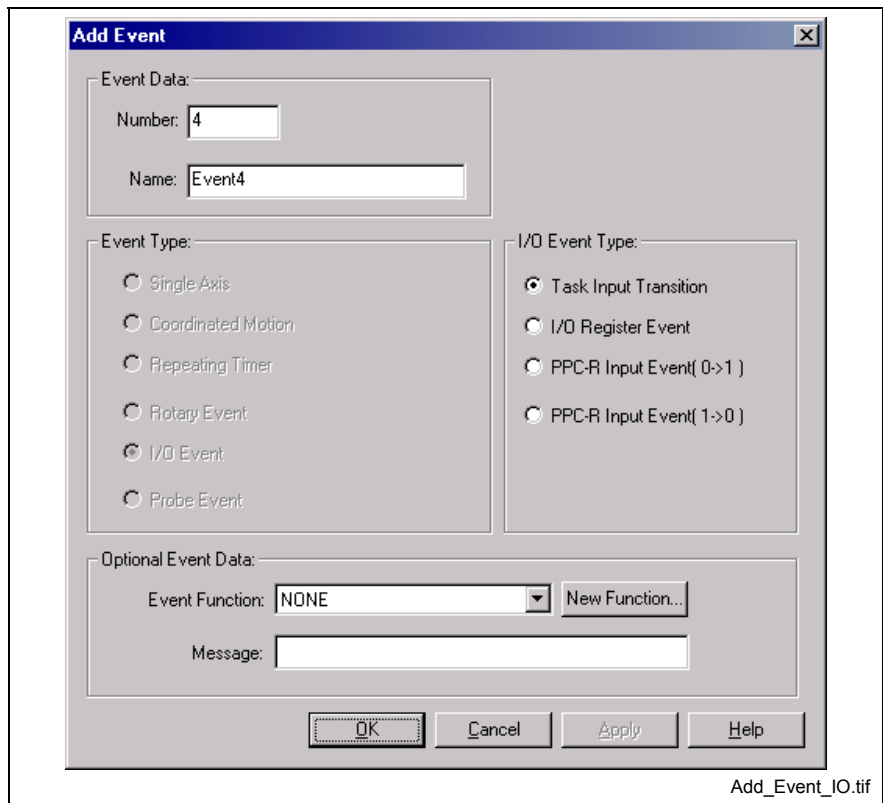 Add Event
Event Data:
Number: 4
Name: Event4
Event Type:
Single Axis
Coordinated Motion
Repeating Timer
Rotary Event
I/O Event
Probe Event
I/O Event Type:
Task Input Transition
I/O Register Event
PPC-R Input Event( 0->1 )
PPC-R Input Event( 1->0 )
Optional Event Data:
Event Function: NONE New Function...
Message:
OK Cancel Apply Help
Add_Event_IO.tif